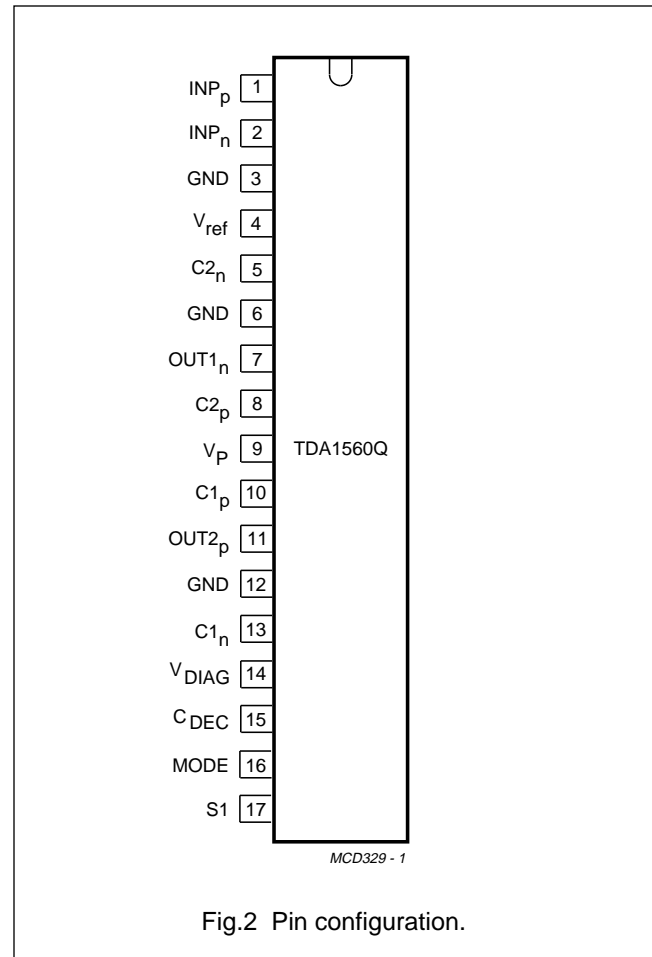 INPp 1
INPn 2
GND 3
Vref 4
C2n 5
GND 6
OUT1n 7
C2p 8
VP 9 TDA1560Q
C1p 10
OUT2p 11
GND 12
C1n 13
VDIAG 14
CDEC 15
MODE 16
S1 17
MCD329 - 1
Fig.2 Pin configuration.